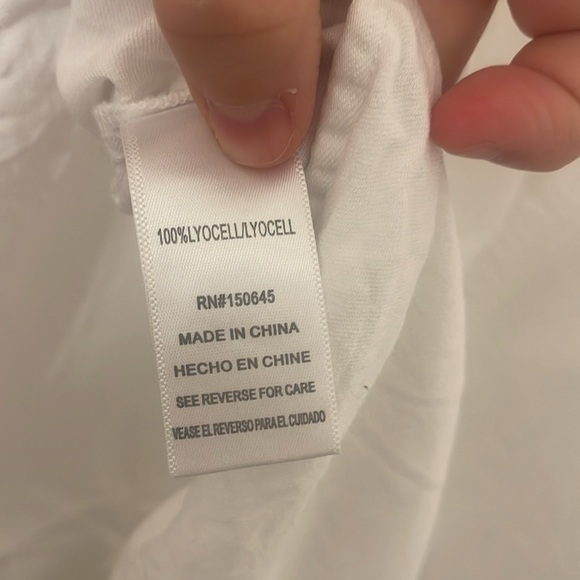 100%LYOCELL/LYOCELL
RN#150645
MADE IN CHINA
HECHO EN CHINE
SEE REVERSE FOR CARE
VEASE EL REVERSO PARA EL CUIDADO